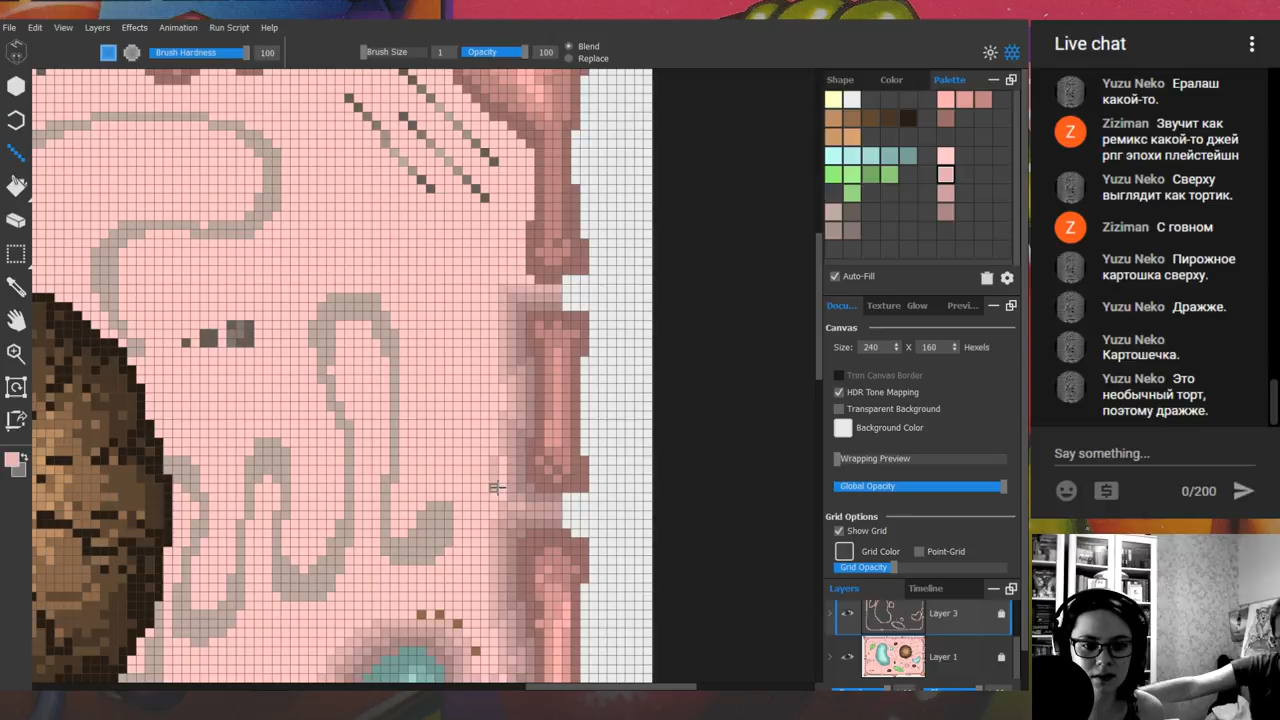 File Edit View Layers Effects Animation Run Script Help
Brush Hardness 100 Brush Size 1 Opacity 100
Blend
Replace
Shape Color Palette
Auto-Fill
Docu... Texture Glow Previ...
Canvas
Size: 240 X 160 Hexels
Trim Canvas Border
HDR Tone Mapping
Transparent Background
Background Color
Wrapping Preview
Global Opacity
Grid Options
Show Grid
Grid Color Point-Grid
Grid Opacity
Layers Timeline
Layer 3
Layer 1
Live chat
Yuzu Neko Ералаш
какой-то.
Ziziman Звучит как
ремикс какой-то джей
рпг эпохи плейстейшн
Yuzu Neko Сверху
выглядит как тортик.
Ziziman С говном
Yuzu Neko Пирожное
картошка сверху.
Yuzu Neko Дражже.
Yuzu Neko
Картошечка.
Yuzu Neko Это
необычный торт,
поэтому дражже.
Say something...
0/200